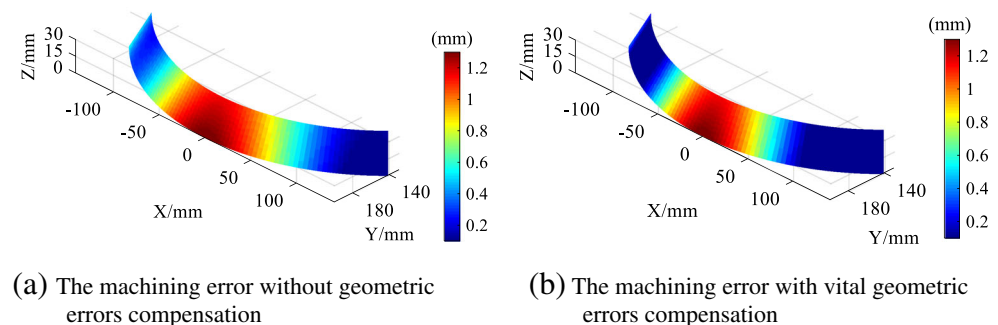 (mm)
30
15
0
Z/mm
-100
-50
0
50
100
X/mm
140
180
Y/mm
1.2
1
0.8
0.6
0.4
0.2
(a) The machining error without geometric
errors compensation
(mm)
30
15
0
Z/mm
-100
-50
0
50
100
X/mm
140
180
Y/mm
1.2
1
0.8
0.6
0.4
0.2
(b) The machining error with vital geometric
errors compensation